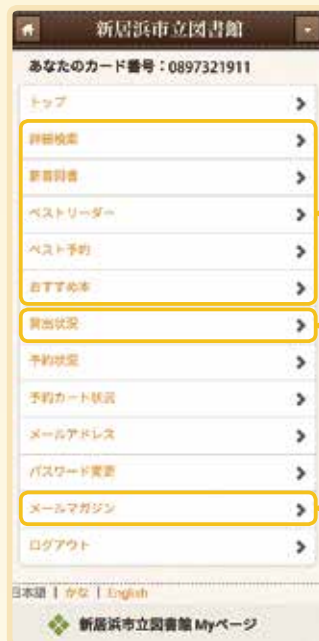 新居浜市立図書館
あなたのカード番号：0897321911
トップ
詳細検索
新着図書
ベストリーダー
ベスト予約
おすすめ本
貸出状況
予約状況
予約カート状況
メールアドレス
パスワード変更
メールマガジン
ログアウト
日本語 | かな | English
新居浜市立図書館 Myページ